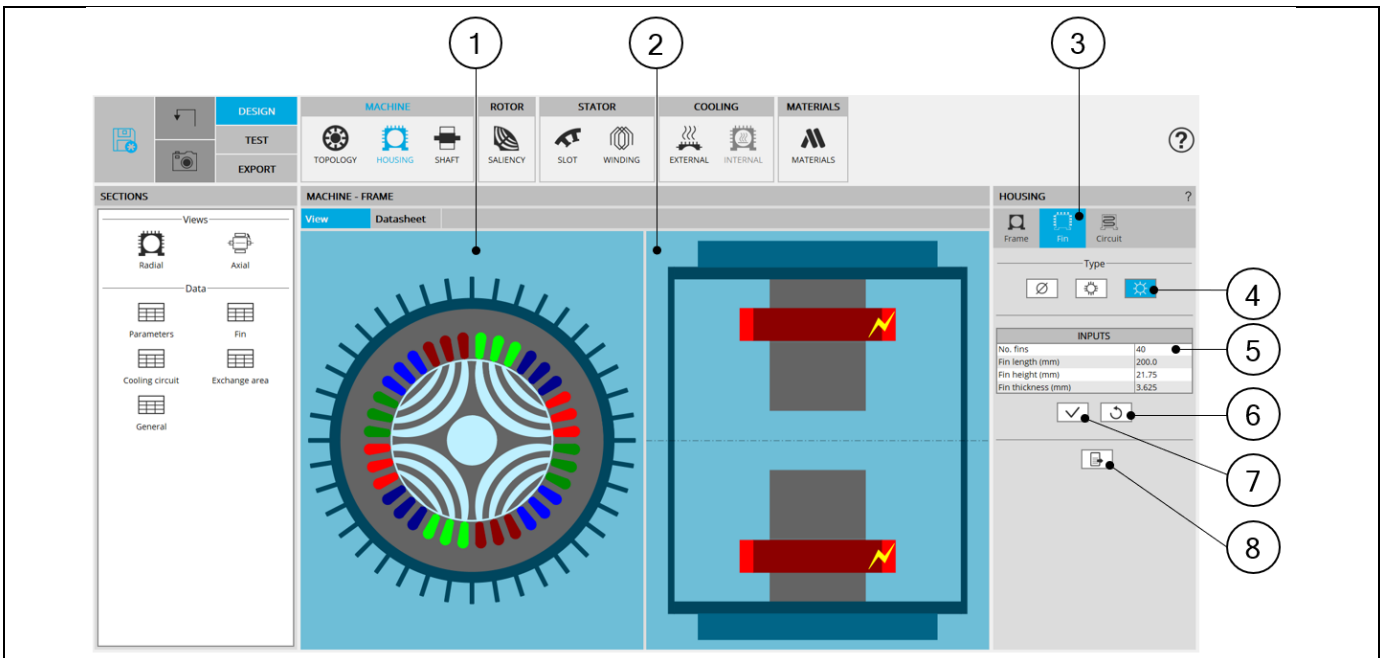 1
2
3
DESIGN
MACHINE
ROTOR
STATOR
COOLING
MATERIALS
TEST
TOPOLOGY
HOUSING
SHAFT
SALIENCY
SLOT
WINDING
EXTERNAL
INTERNAL
MATERIALS
?
EXPORT
SECTIONS
MACHINE - FRAME
HOUSING
?
Views
View
Datasheet
Radial
Axial
Frame
Fin
Circuit
Type
4
Data
Parameters
Fin
Cooling circuit
Exchange area
General
INPUTS
No. fins 40
Fin length (mm) 200.0
Fin height (mm) 21.75
Fin thickness (mm) 3.625
5
6
7
8